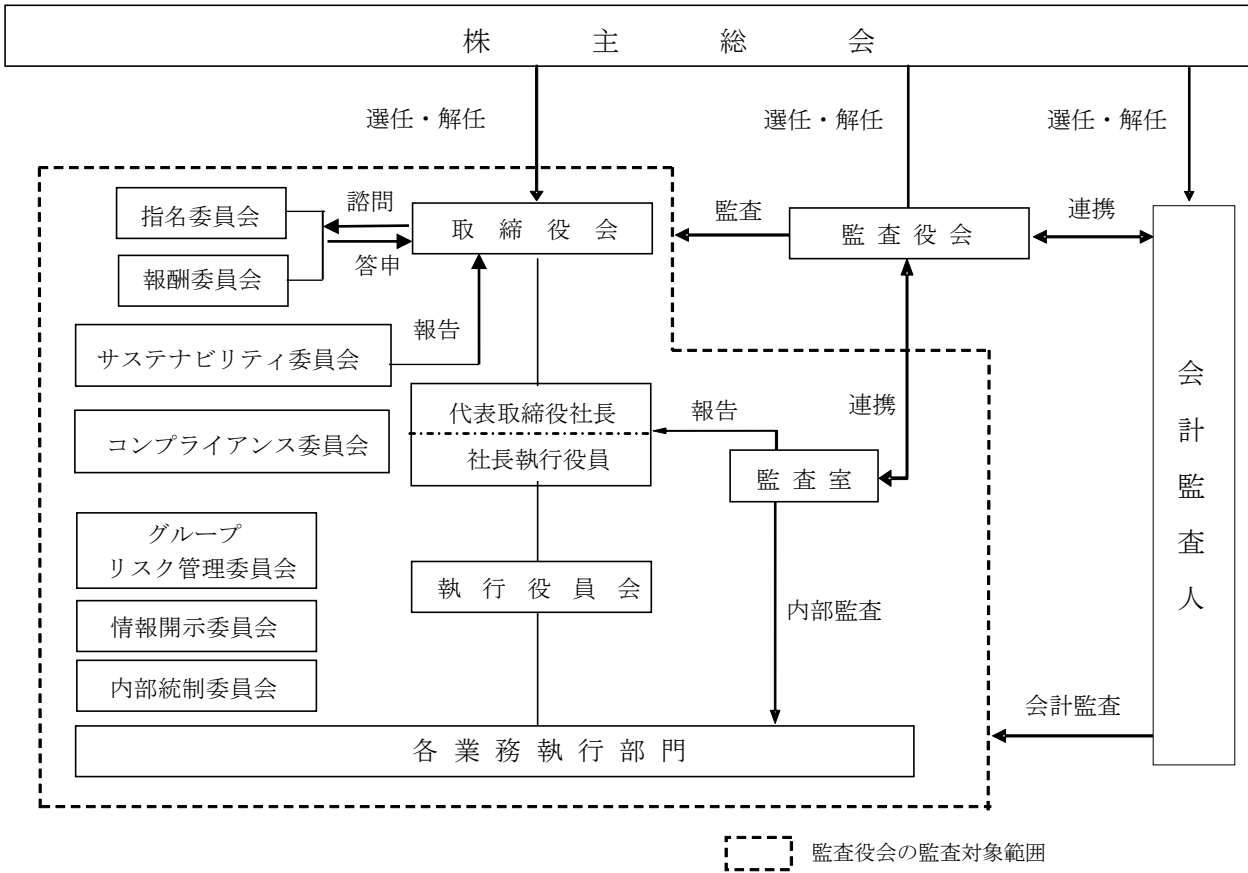 株主総会
選任・解任
選任・解任
選任・解任
指名委員会
諮問
取締役会
監査
監査役会
連携
報酬委員会
答申
サステナビリティ委員会
報告
会計監査人
コンプライアンス委員会
代表取締役社長
社長執行役員
報告
連携
監査室
グループ
リスク管理委員会
執行役員会
内部監査
情報開示委員会
内部統制委員会
会計監査
各業務執行部門
監査役会の監査対象範囲